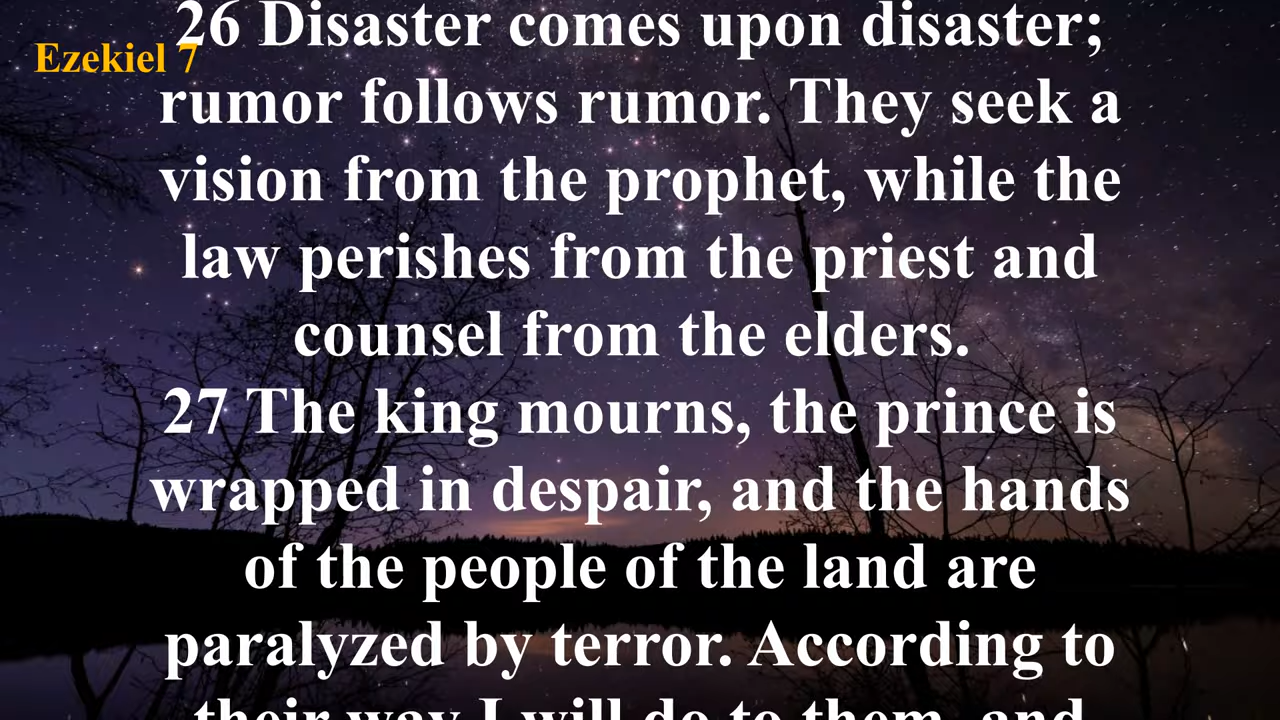 Ezekiel 7
26 Disaster comes upon disaster;
rumor follows rumor. They seek a
vision from the prophet, while the
law perishes from the priest and
counsel from the elders.
27 The king mourns, the prince is
wrapped in despair, and the hands
of the people of the land are
paralyzed by terror. According to
their way I will do to them, and